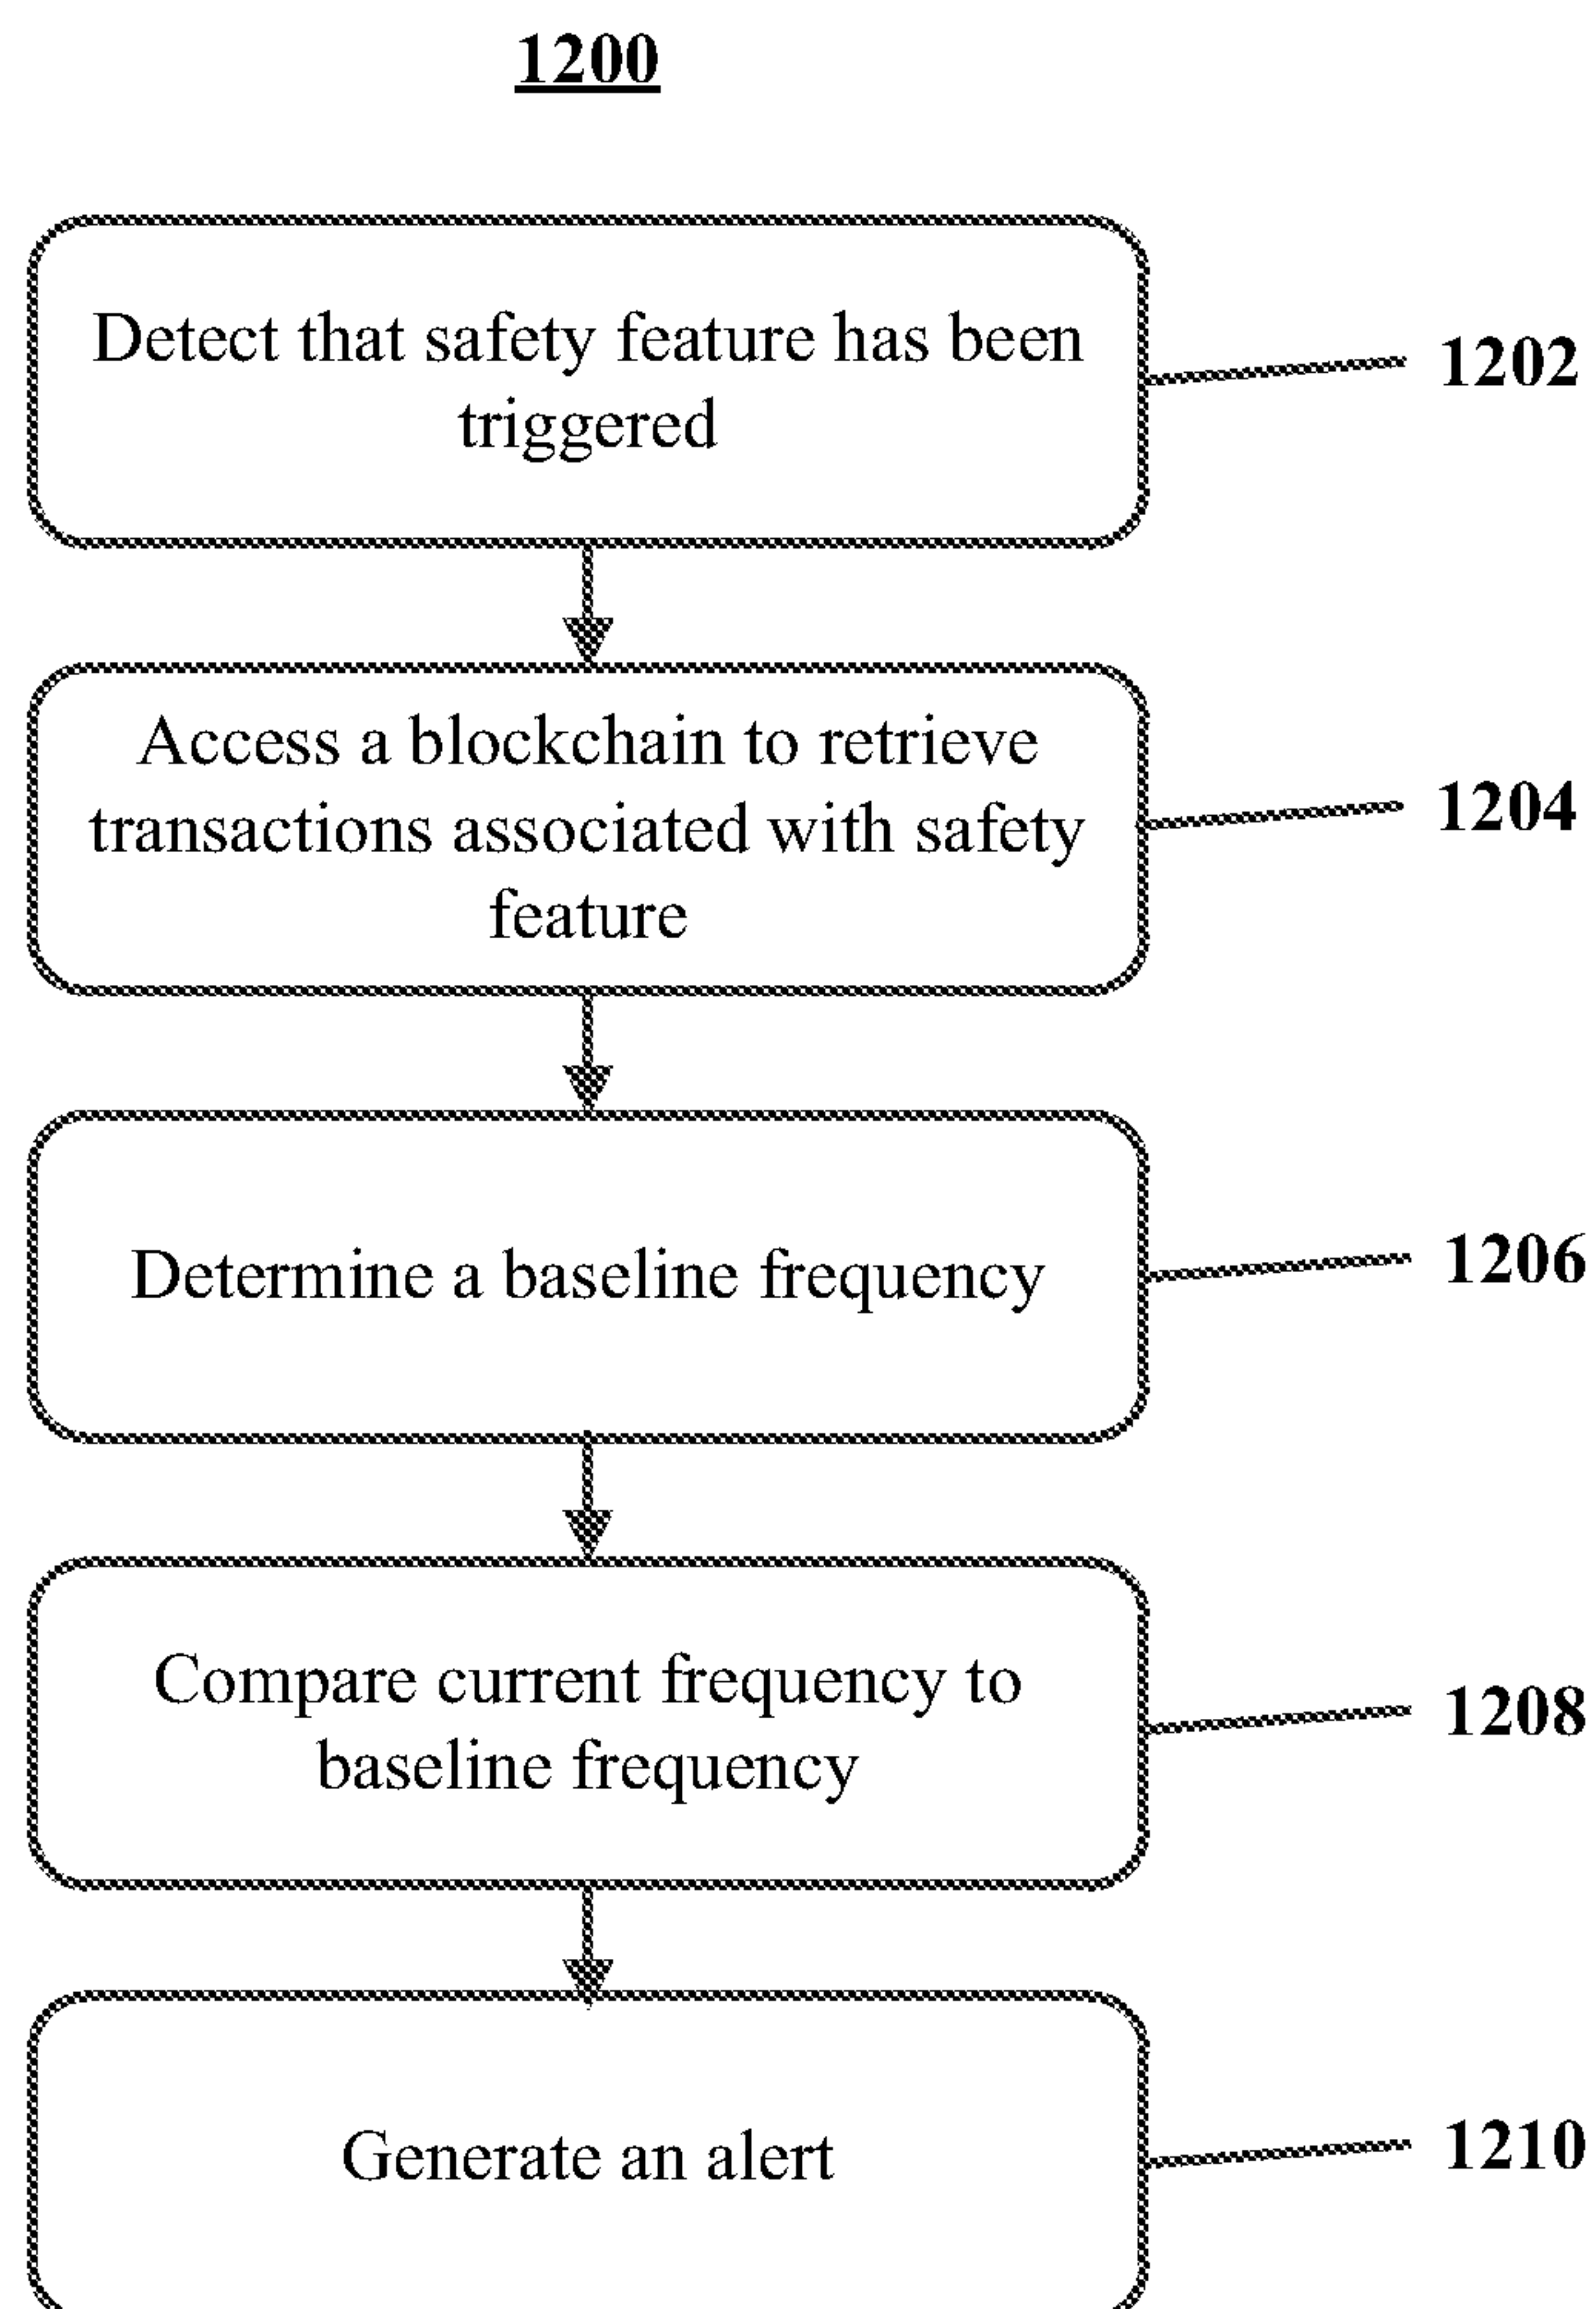 1200
Detect that safety feature has been
triggered
1202
Access a blockchain to retrieve
transactions associated with safety
feature
1204
Determine a baseline frequency
1206
Compare current frequency to
baseline frequency
1208
Generate an alert
1210